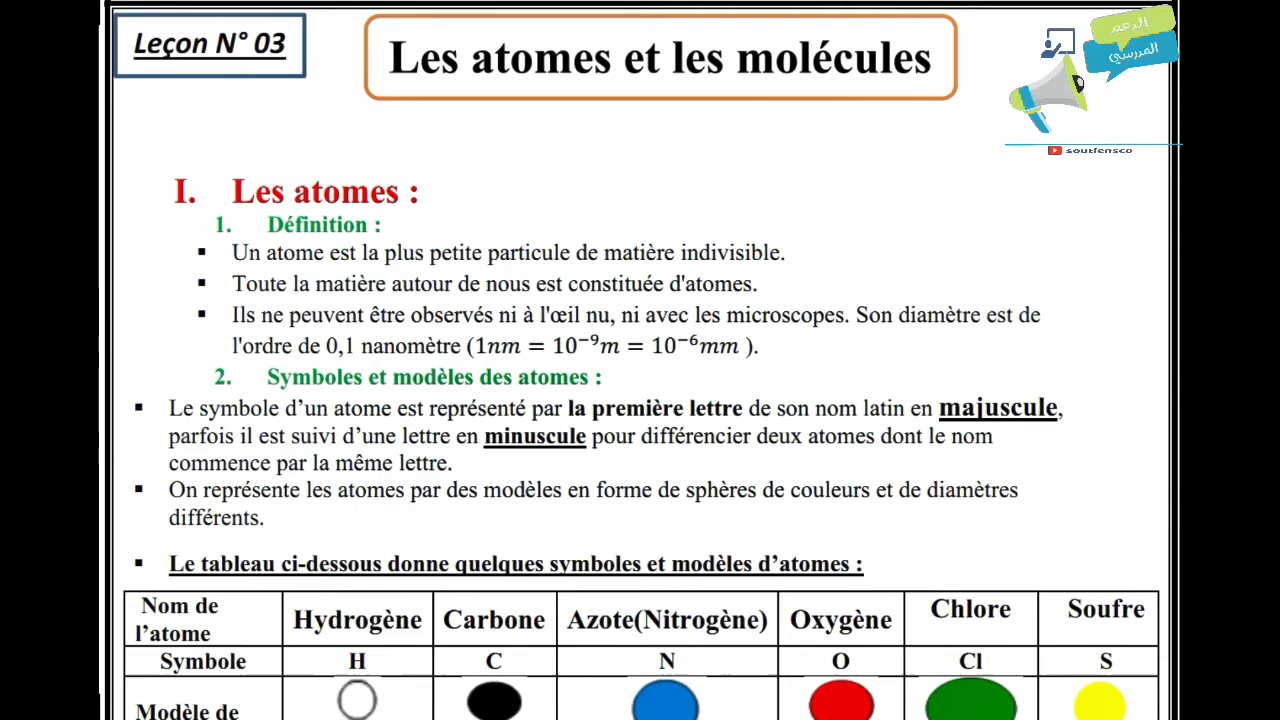 Leçon N° 03
Les atomes et les molécules
الدعم
المدرسي
soutiensco
I. Les atomes :
1. Définition :
▪ Un atome est la plus petite particule de matière indivisible.
▪ Toute la matière autour de nous est constituée d'atomes.
▪ Ils ne peuvent être observés ni à l'œil nu, ni avec les microscopes. Son diamètre est de
l'ordre de 0,1 nanomètre (1nm = 10⁻⁹m = 10⁻⁶mm ).
2. Symboles et modèles des atomes :
▪ Le symbole d’un atome est représenté par la première lettre de son nom latin en majuscule,
parfois il est suivi d’une lettre en minuscule pour différencier deux atomes dont le nom
commence par la même lettre.
▪ On représente les atomes par des modèles en forme de sphères de couleurs et de diamètres
différents.
▪ Le tableau ci-dessous donne quelques symboles et modèles d’atomes :
Nom de
l’atome
Hydrogène Carbone Azote(Nitrogène) Oxygène Chlore Soufre
Symbole H C N O Cl S
Modèle de